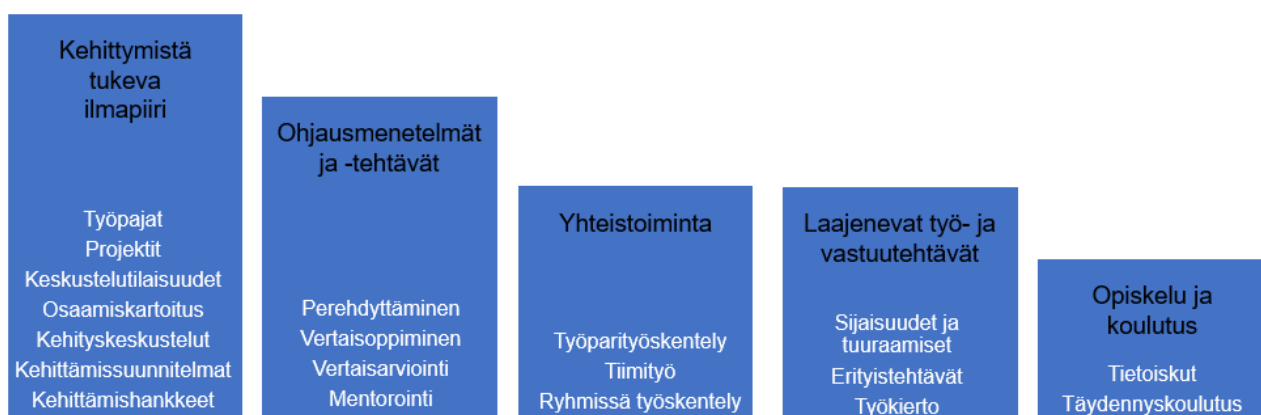 Kehittymistä
tukeva
ilmapiiri
Työpajat
Projektit
Keskustelutilaisuudet
Osaamiskartoitus
Kehityskeskustelut
Kehittämissuunnitelmat
Kehittämishankkeet
Ohjausmenetelmät
ja -tehtävät
Perehdyttäminen
Vertaisoppiminen
Vertaisarviointi
Mentorointi
Yhteistoiminta
Työparityöskentely
Tiimityö
Ryhmissä työskentely
Laajenevat työ- ja
vastuutehtävät
Sijaisuudet ja
tuuraamiset
Erityistehtävät
Työkierto
Opiskelu ja
koulutus
Tietoiskut
Täydennyskoulutus